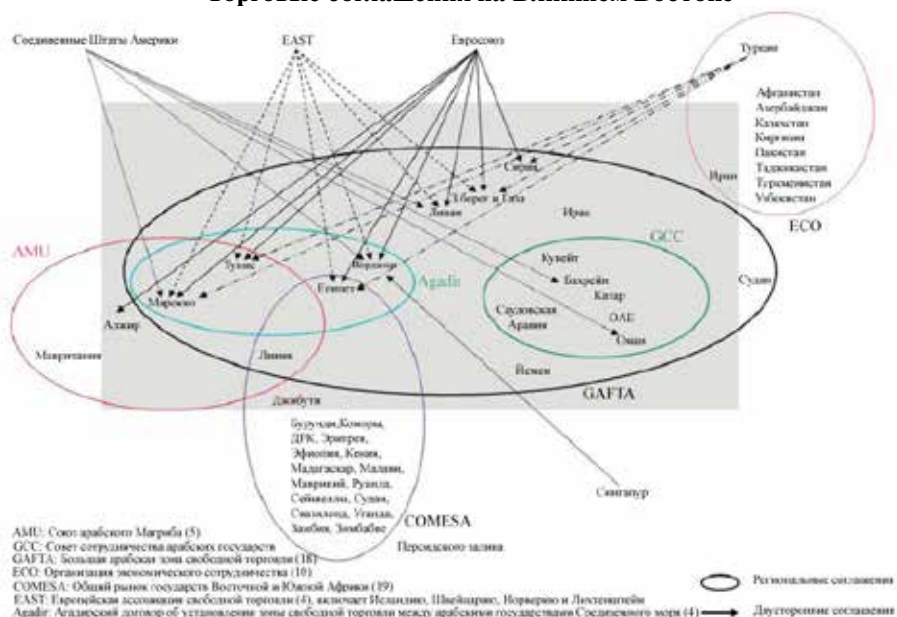 Торговые соглашения на Ближнем Востоке
Соединенные Штаты Америки
EAST
Евросоюз
Турция
Афганистан
Азербайджан
Казахстан
Киргизия
Пакистан
Таджикистан
Туркменистан
Узбекистан
Иран
ECO
Сирия
З.берег и Газа
Ливан
Ирак
GCC
AMU
Тунис
Иордания
Agadir
Кувейт
Бахрейн
Катар
Судан
Египет
Марокко
Саудовская
Аравия
ОАЕ
Оман
Алжир
Мавритания
Ливия
Йемен
GAFTA
Джибути
Бурунди,Коморы,
ДРК, Эритрея,
Эфиопия, Кения,
Мадагаскар, Малави,
Маврикий, Руанда,
Сейшеллы, Судан,
Свазиленд, Уганда,
Замбия, Зимбабве
Сингапур
COMESA
Персидского залива
AMU: Союз арабского Магриба (5)
GCC: Совет сотрудничества арабских государств
GAFTA: Большая арабская зона свободной торговли (18)
ECO: Организация экономического сотрудничества (10)
COMESA: Общий рынок государств Восточной и Южной Африки (19)
EAST: Европейская ассоциация свободной торговли (4), включает Исландию, Швейцарию, Норвегию и Лихтенштейн
Agadir: Агадирский договор об установлении зоны свободной торговли между арабскими государствами Средиземного моря (4)
Региональные соглашения
Двусторонние соглашения